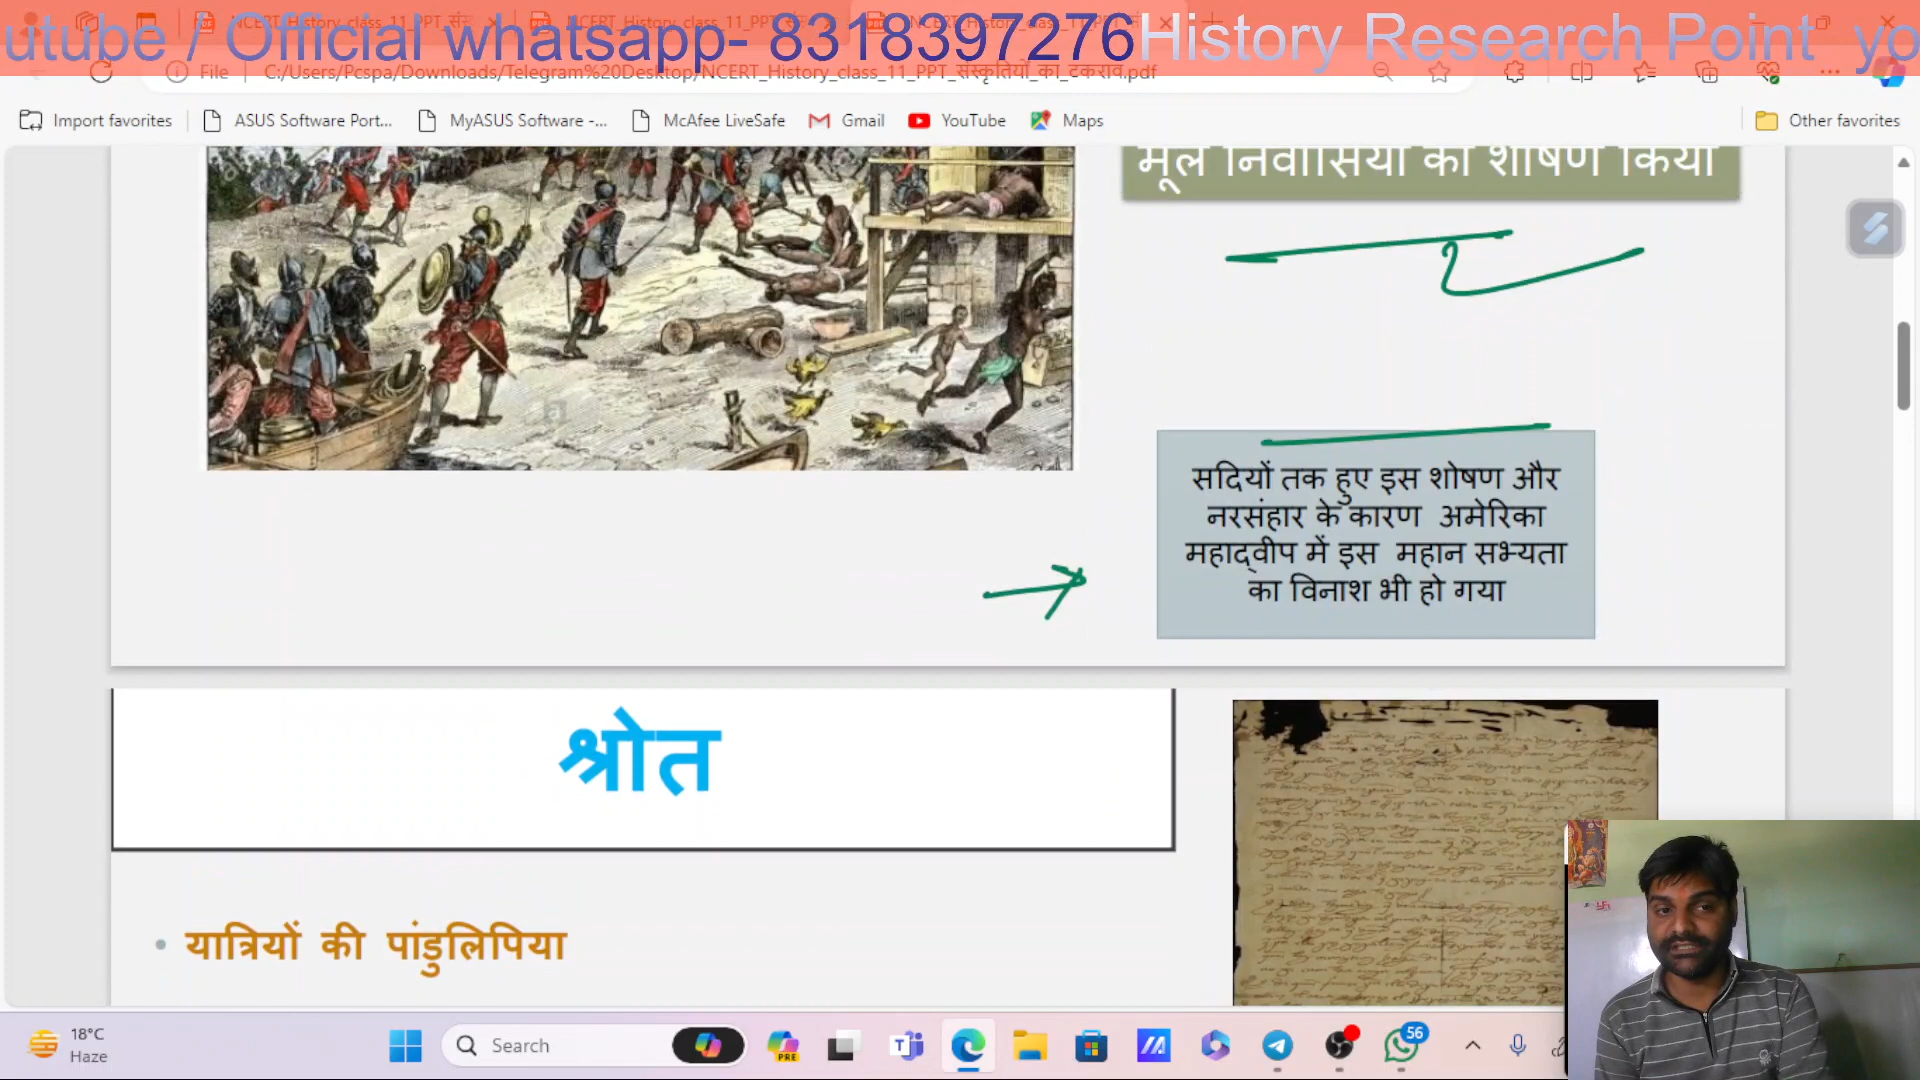 utube / Official whatsapp- 8318397276 History Research Point yo
File C:/Users/Pcspa/Downloads/Telegram%20Desktop/NCERT_History_class_11_PPT_संस्कृतियों_का_टकराव.pdf
Import favorites ASUS Software Port... MyASUS Software -... McAfee LiveSafe Gmail YouTube Maps Other favorites
मूल निवासियों का शोषण किया
सदियों तक हुए इस शोषण और
नरसंहार के कारण अमेरिका
महाद्वीप में इस महान सभ्यता
का विनाश भी हो गया
श्रोत
• यात्रियों की पांडुलिपिया
18°C
Haze
Search
PRE
56